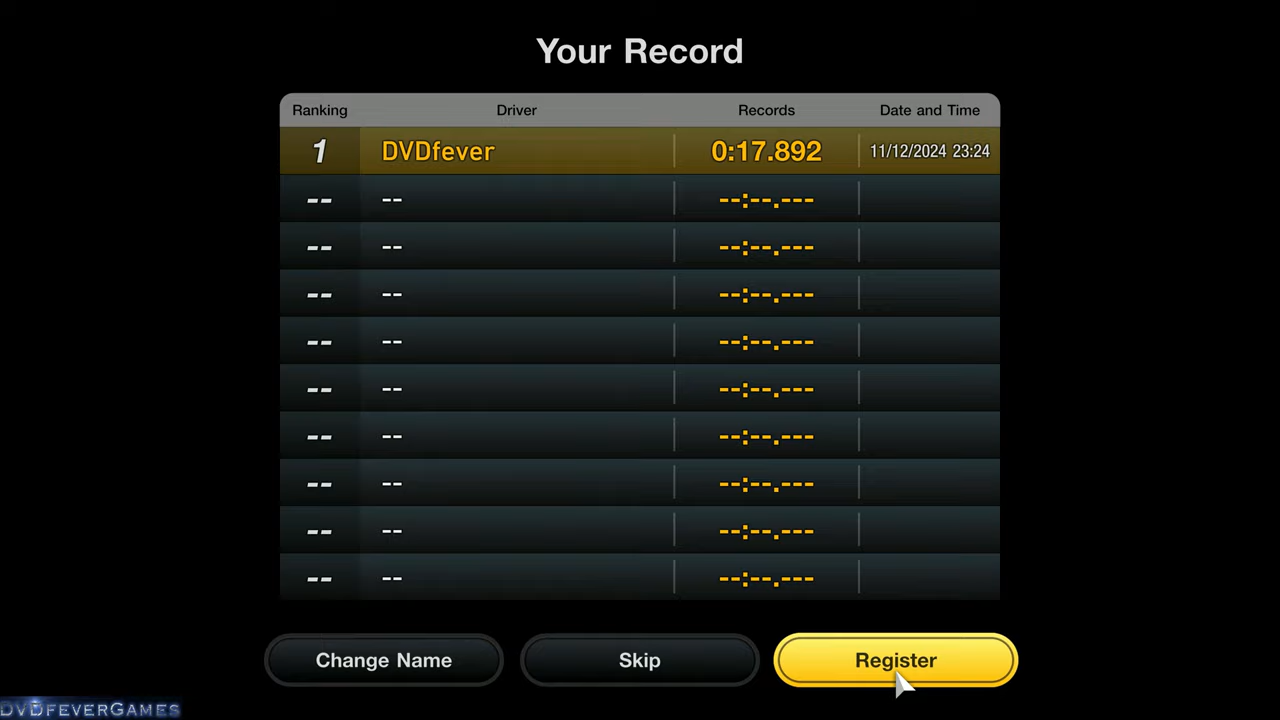 Your Record
Ranking Driver Records Date and Time
1 DVDfever 0:17.892 11/12/2024 23:24
-- -- --:--.---
-- -- --:--.---
-- -- --:--.---
-- -- --:--.---
-- -- --:--.---
-- -- --:--.---
-- -- --:--.---
-- -- --:--.---
-- -- --:--.---
Change Name Skip Register
DVDfeverGames